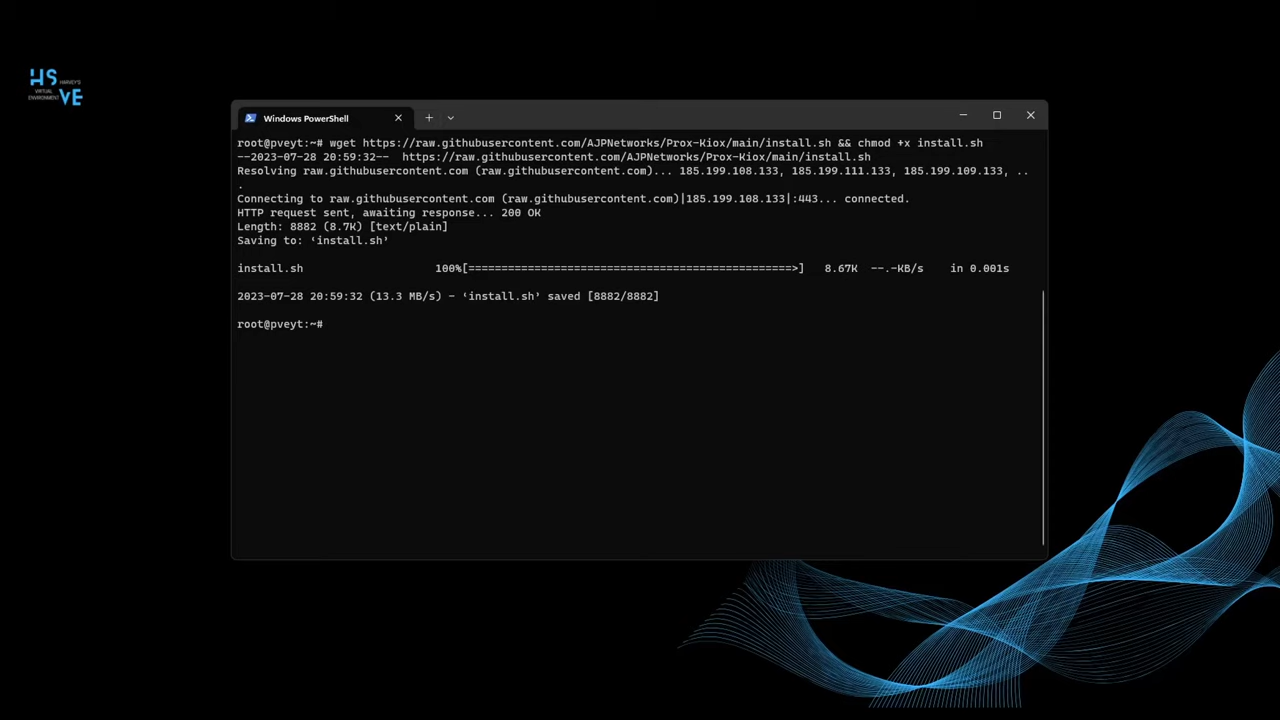 HS HARVEY'S
VIRTUAL
ENVIRONMENT VE
Windows PowerShell
root@pveyt:~# wget https://raw.githubusercontent.com/AJPNetworks/Prox-Kiox/main/install.sh && chmod +x install.sh
--2023-07-28 20:59:32--  https://raw.githubusercontent.com/AJPNetworks/Prox-Kiox/main/install.sh
Resolving raw.githubusercontent.com (raw.githubusercontent.com)... 185.199.108.133, 185.199.111.133, 185.199.109.133, ..
.
Connecting to raw.githubusercontent.com (raw.githubusercontent.com)|185.199.108.133|:443... connected.
HTTP request sent, awaiting response... 200 OK
Length: 8882 (8.7K) [text/plain]
Saving to: ‘install.sh’
install.sh                    100%[=================================================>]   8.67K  --.-KB/s    in 0.001s
2023-07-28 20:59:32 (13.3 MB/s) - ‘install.sh’ saved [8882/8882]
root@pveyt:~#